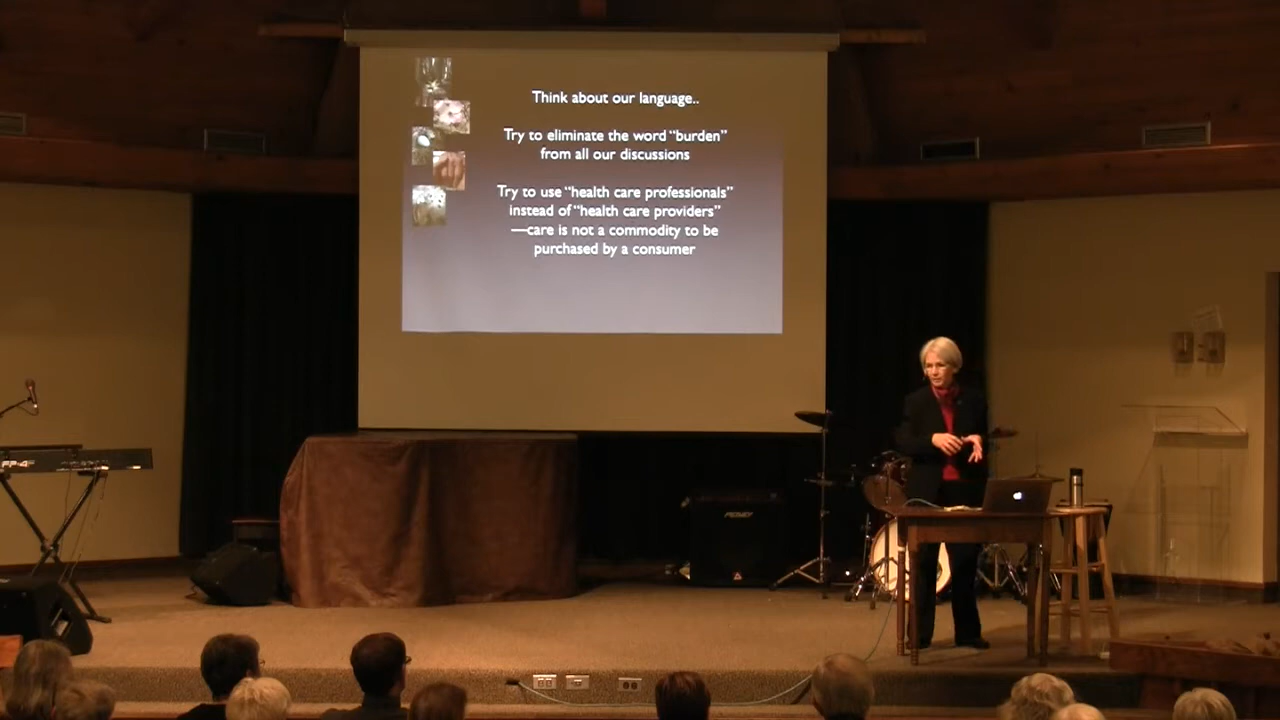 Think about our language..
Try to eliminate the word “burden”
from all our discussions
Try to use “health care professionals”
instead of “health care providers”
—care is not a commodity to be
purchased by a consumer
PEAVEY